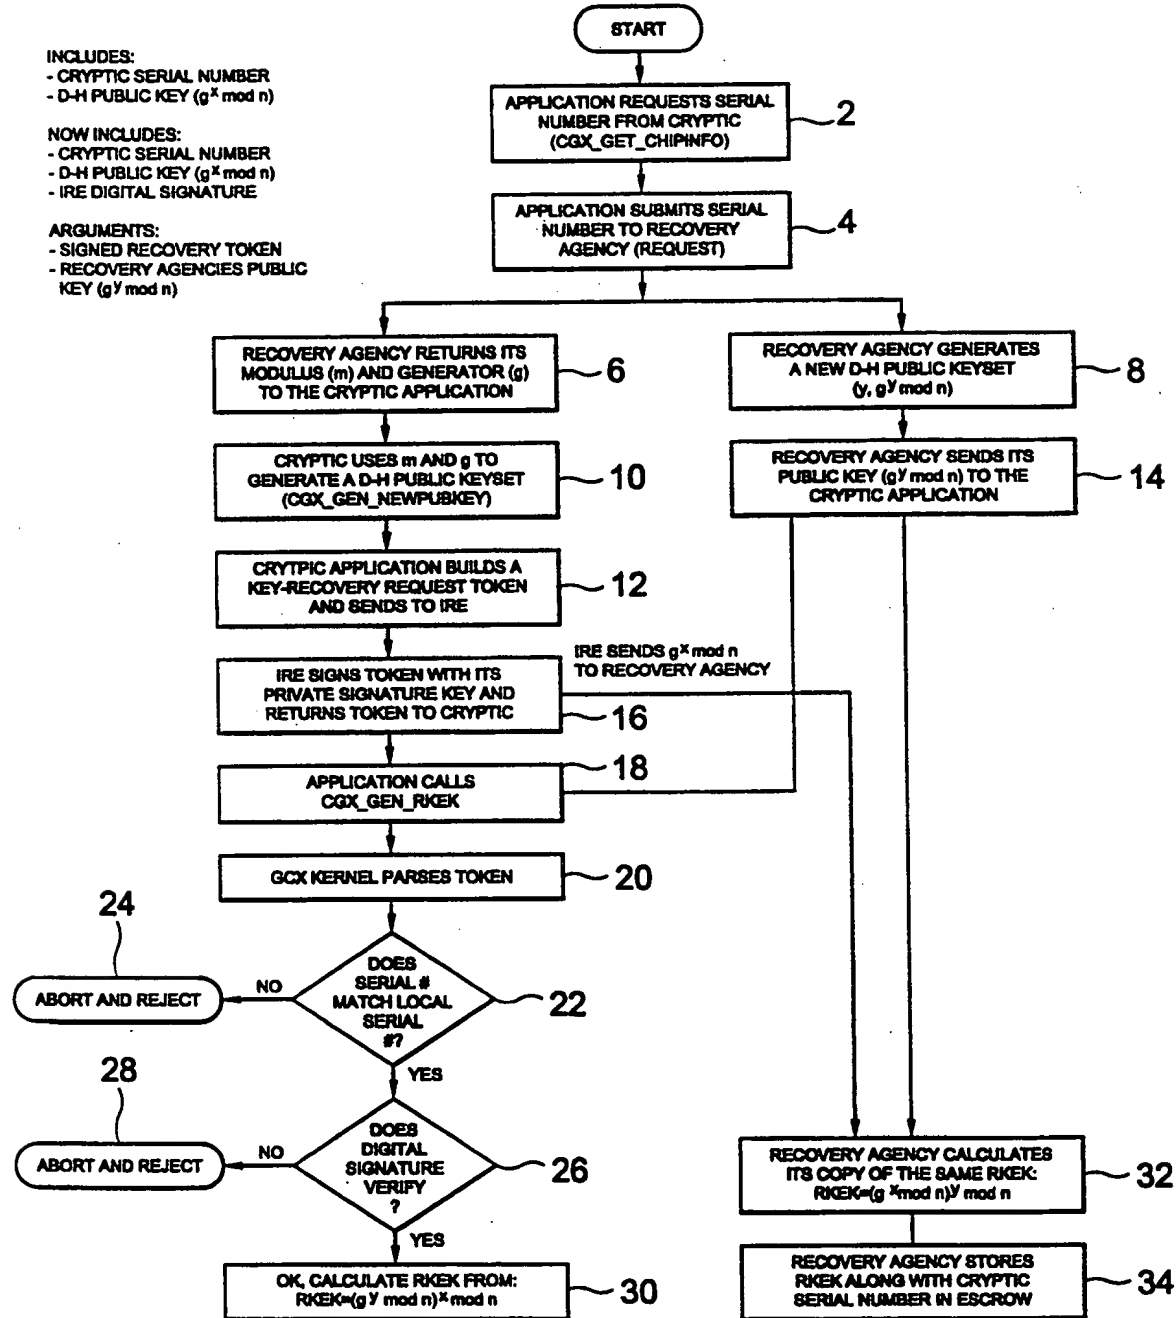 START
INCLUDES:
- CRYPTIC SERIAL NUMBER
- D-H PUBLIC KEY (g^x mod n)
NOW INCLUDES:
- CRYPTIC SERIAL NUMBER
- D-H PUBLIC KEY (g^x mod n)
- IRE DIGITAL SIGNATURE
ARGUMENTS:
- SIGNED RECOVERY TOKEN
- RECOVERY AGENCIES PUBLIC
KEY (g^y mod n)
APPLICATION REQUESTS SERIAL
NUMBER FROM CRYPTIC
(CGX_GET_CHIPINFO)
2
APPLICATION SUBMITS SERIAL
NUMBER TO RECOVERY
AGENCY (REQUEST)
4
RECOVERY AGENCY RETURNS ITS
MODULUS (m) AND GENERATOR (g)
TO THE CRYPTIC APPLICATION
6
RECOVERY AGENCY GENERATES
A NEW D-H PUBLIC KEYSET
(y, g^y mod n)
8
CRYPTIC USES m AND g TO
GENERATE A D-H PUBLIC KEYSET
(CGX_GEN_NEWPUBKEY)
10
RECOVERY AGENCY SENDS ITS
PUBLIC KEY (g^y mod n) TO THE
CRYPTIC APPLICATION
14
CRYTPIC APPLICATION BUILDS A
KEY-RECOVERY REQUEST TOKEN
AND SENDS TO IRE
12
IRE SIGNS TOKEN WITH ITS
PRIVATE SIGNATURE KEY AND
RETURNS TOKEN TO CRYPTIC
16
IRE SENDS g^x mod n
TO RECOVERY AGENCY
APPLICATION CALLS
CGX_GEN_RKEK
18
GCX KERNEL PARSES TOKEN
20
DOES
SERIAL #
MATCH LOCAL
SERIAL
#?
22
NO
24
ABORT AND REJECT
YES
DOES
DIGITAL
SIGNATURE
VERIFY
?
26
NO
28
ABORT AND REJECT
YES
OK, CALCULATE RKEK FROM:
RKEK=(g^y mod n)^x mod n
30
RECOVERY AGENCY CALCULATES
ITS COPY OF THE SAME RKEK:
RKEK=(g^x mod n)^y mod n
32
RECOVERY AGENCY STORES
RKEK ALONG WITH CRYPTIC
SERIAL NUMBER IN ESCROW
34